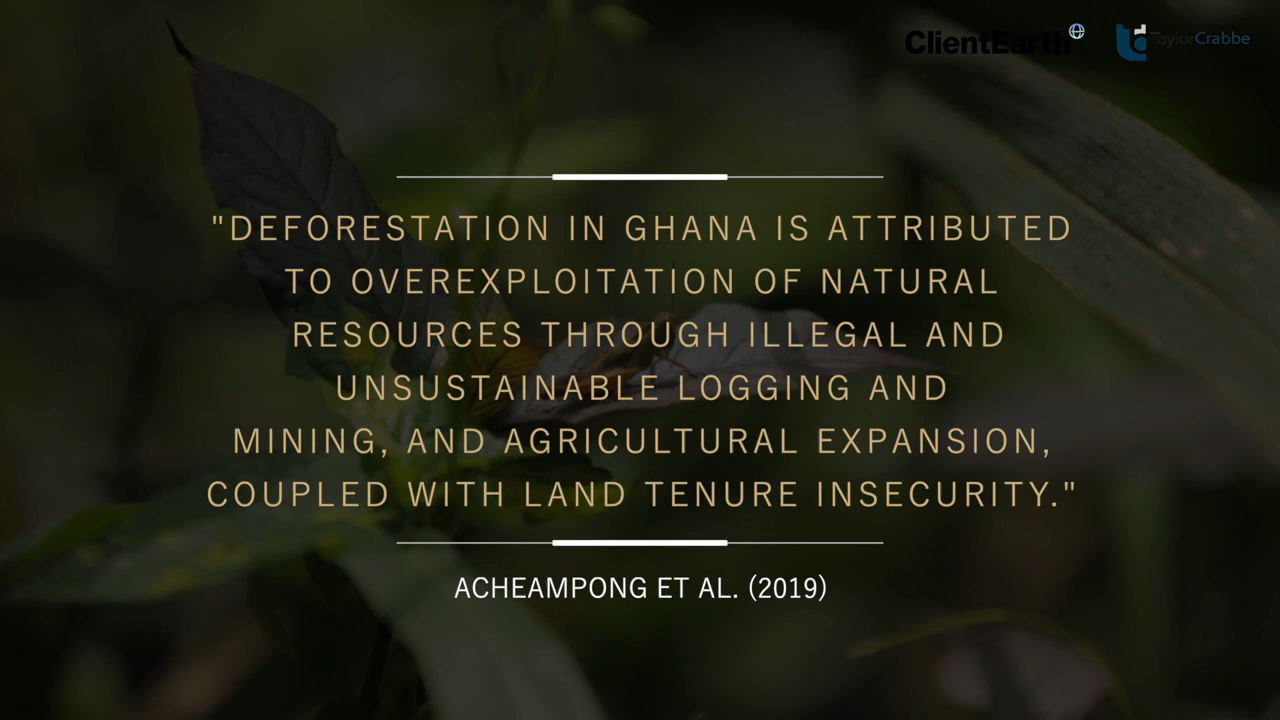 ClientEarth
TaylorCrabbe
"DEFORESTATION IN GHANA IS ATTRIBUTED
TO OVEREXPLOITATION OF NATURAL
RESOURCES THROUGH ILLEGAL AND
UNSUSTAINABLE LOGGING AND
MINING, AND AGRICULTURAL EXPANSION,
COUPLED WITH LAND TENURE INSECURITY."
ACHEAMPONG ET AL. (2019)